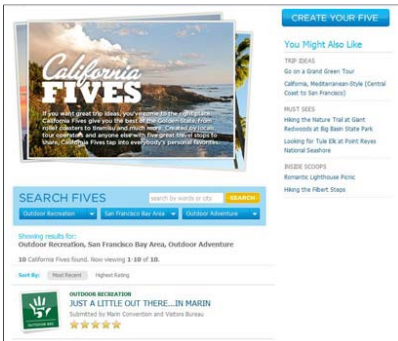 CREATE YOUR FIVE
California
FIVES
If you want great trip ideas, you've come to the right place.
California Fives give you the best of the Golden State, from
roller coasters to tiramisu and much more. Created by locals,
tour operators and anyone else with five great travel stops to
share, California Fives tap into everybody's personal favorites.
You Might Also Like
TRIP IDEAS
Go on a Grand Green Tour
California, Mediterranean-Style (Central
Coast to San Francisco)
MUST SEES
Hiking the Nature Trail at Giant
Redwoods at Big Basin State Park
Looking for Tule Elk at Point Reyes
National Seashore
INSIDE SCOOPS
Romantic Lighthouse Picnic
Hiking the Filbert Steps
SEARCH FIVES
search by words or city
SEARCH
Outdoor Recreation
San Francisco Bay Area
Outdoor Adventure
Showing results for:
Outdoor Recreation, San Francisco Bay Area, Outdoor Adventure
10 California Fives found. Now viewing 1-10 of 10.
Sort By:
Most Recent
Highest Rating
OUTDOOR RECREATION
JUST A LITTLE OUT THERE...IN MARIN
Submitted by Marin Convention and Visitors Bureau
OUTDOOR REC